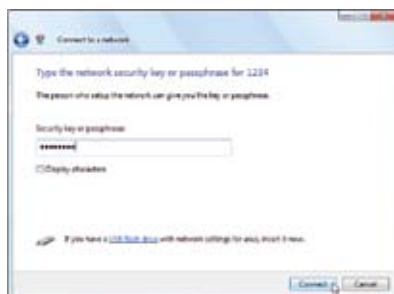 Connect to a network
Type the network security key or passphrase for 1234
The person who setup the network can give you the key or passphrase.
Security key or passphrase:
••••••••
Display characters
If you have a USB flash drive with network settings for 1234, insert it now.
Connect
Cancel